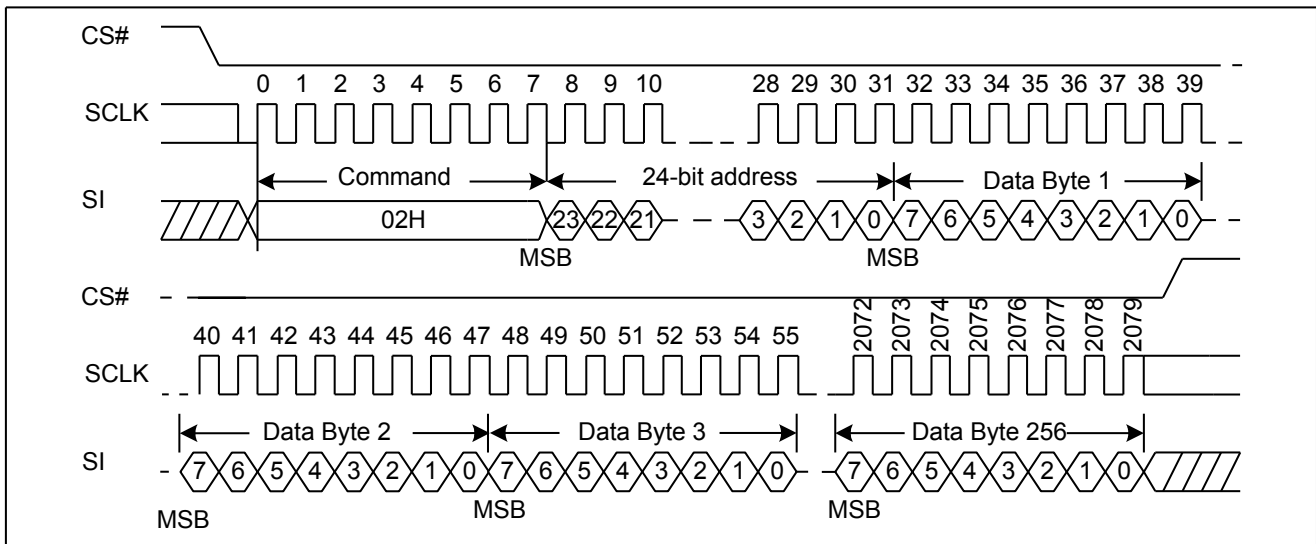 CS#
0 1 2 3 4 5 6 7 8 9 10 28 29 30 31 32 33 34 35 36 37 38 39
SCLK
Command 24-bit address Data Byte 1
SI
02H 23 22 21 3 2 1 0 7 6 5 4 3 2 1 0
MSB MSB
CS#
40 41 42 43 44 45 46 47 48 49 50 51 52 53 54 55 2072 2073 2074 2075 2076 2077 2078 2079
SCLK
Data Byte 2 Data Byte 3 Data Byte 256
SI
7 6 5 4 3 2 1 0 7 6 5 4 3 2 1 0 7 6 5 4 3 2 1 0
MSB MSB MSB